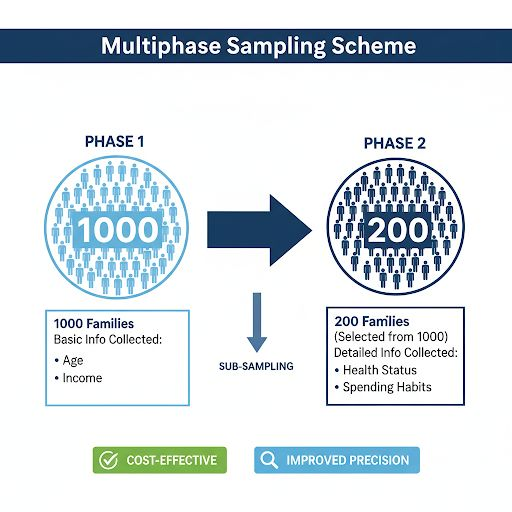 Multiphase Sampling Scheme
PHASE 1
PHASE 2
1000
200
1000 Families
Basic Info Collected:
• Age
• Income
SUB-SAMPLING
200 Families
(Selected from 1000)
Detailed Info Collected:
• Health Status
• Spending Habits
COST-EFFECTIVE
IMPROVED PRECISION